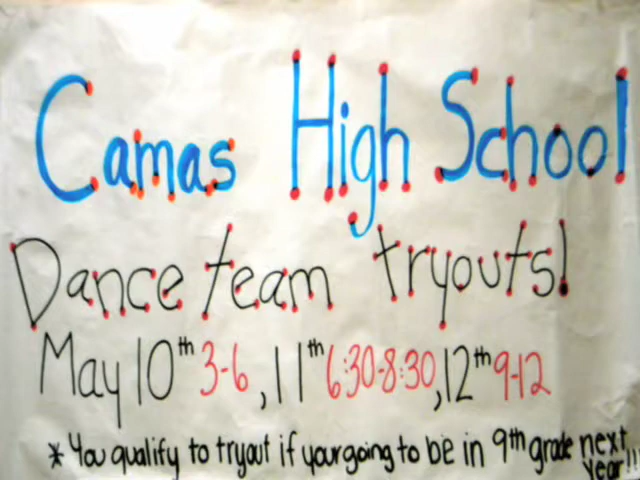 Camas High School
Dance team tryouts!
May 10th 3-6, 11th 6:30-8:30, 12th 9-12
* You qualify to tryout if your going to be in 9th grade next
year!!!